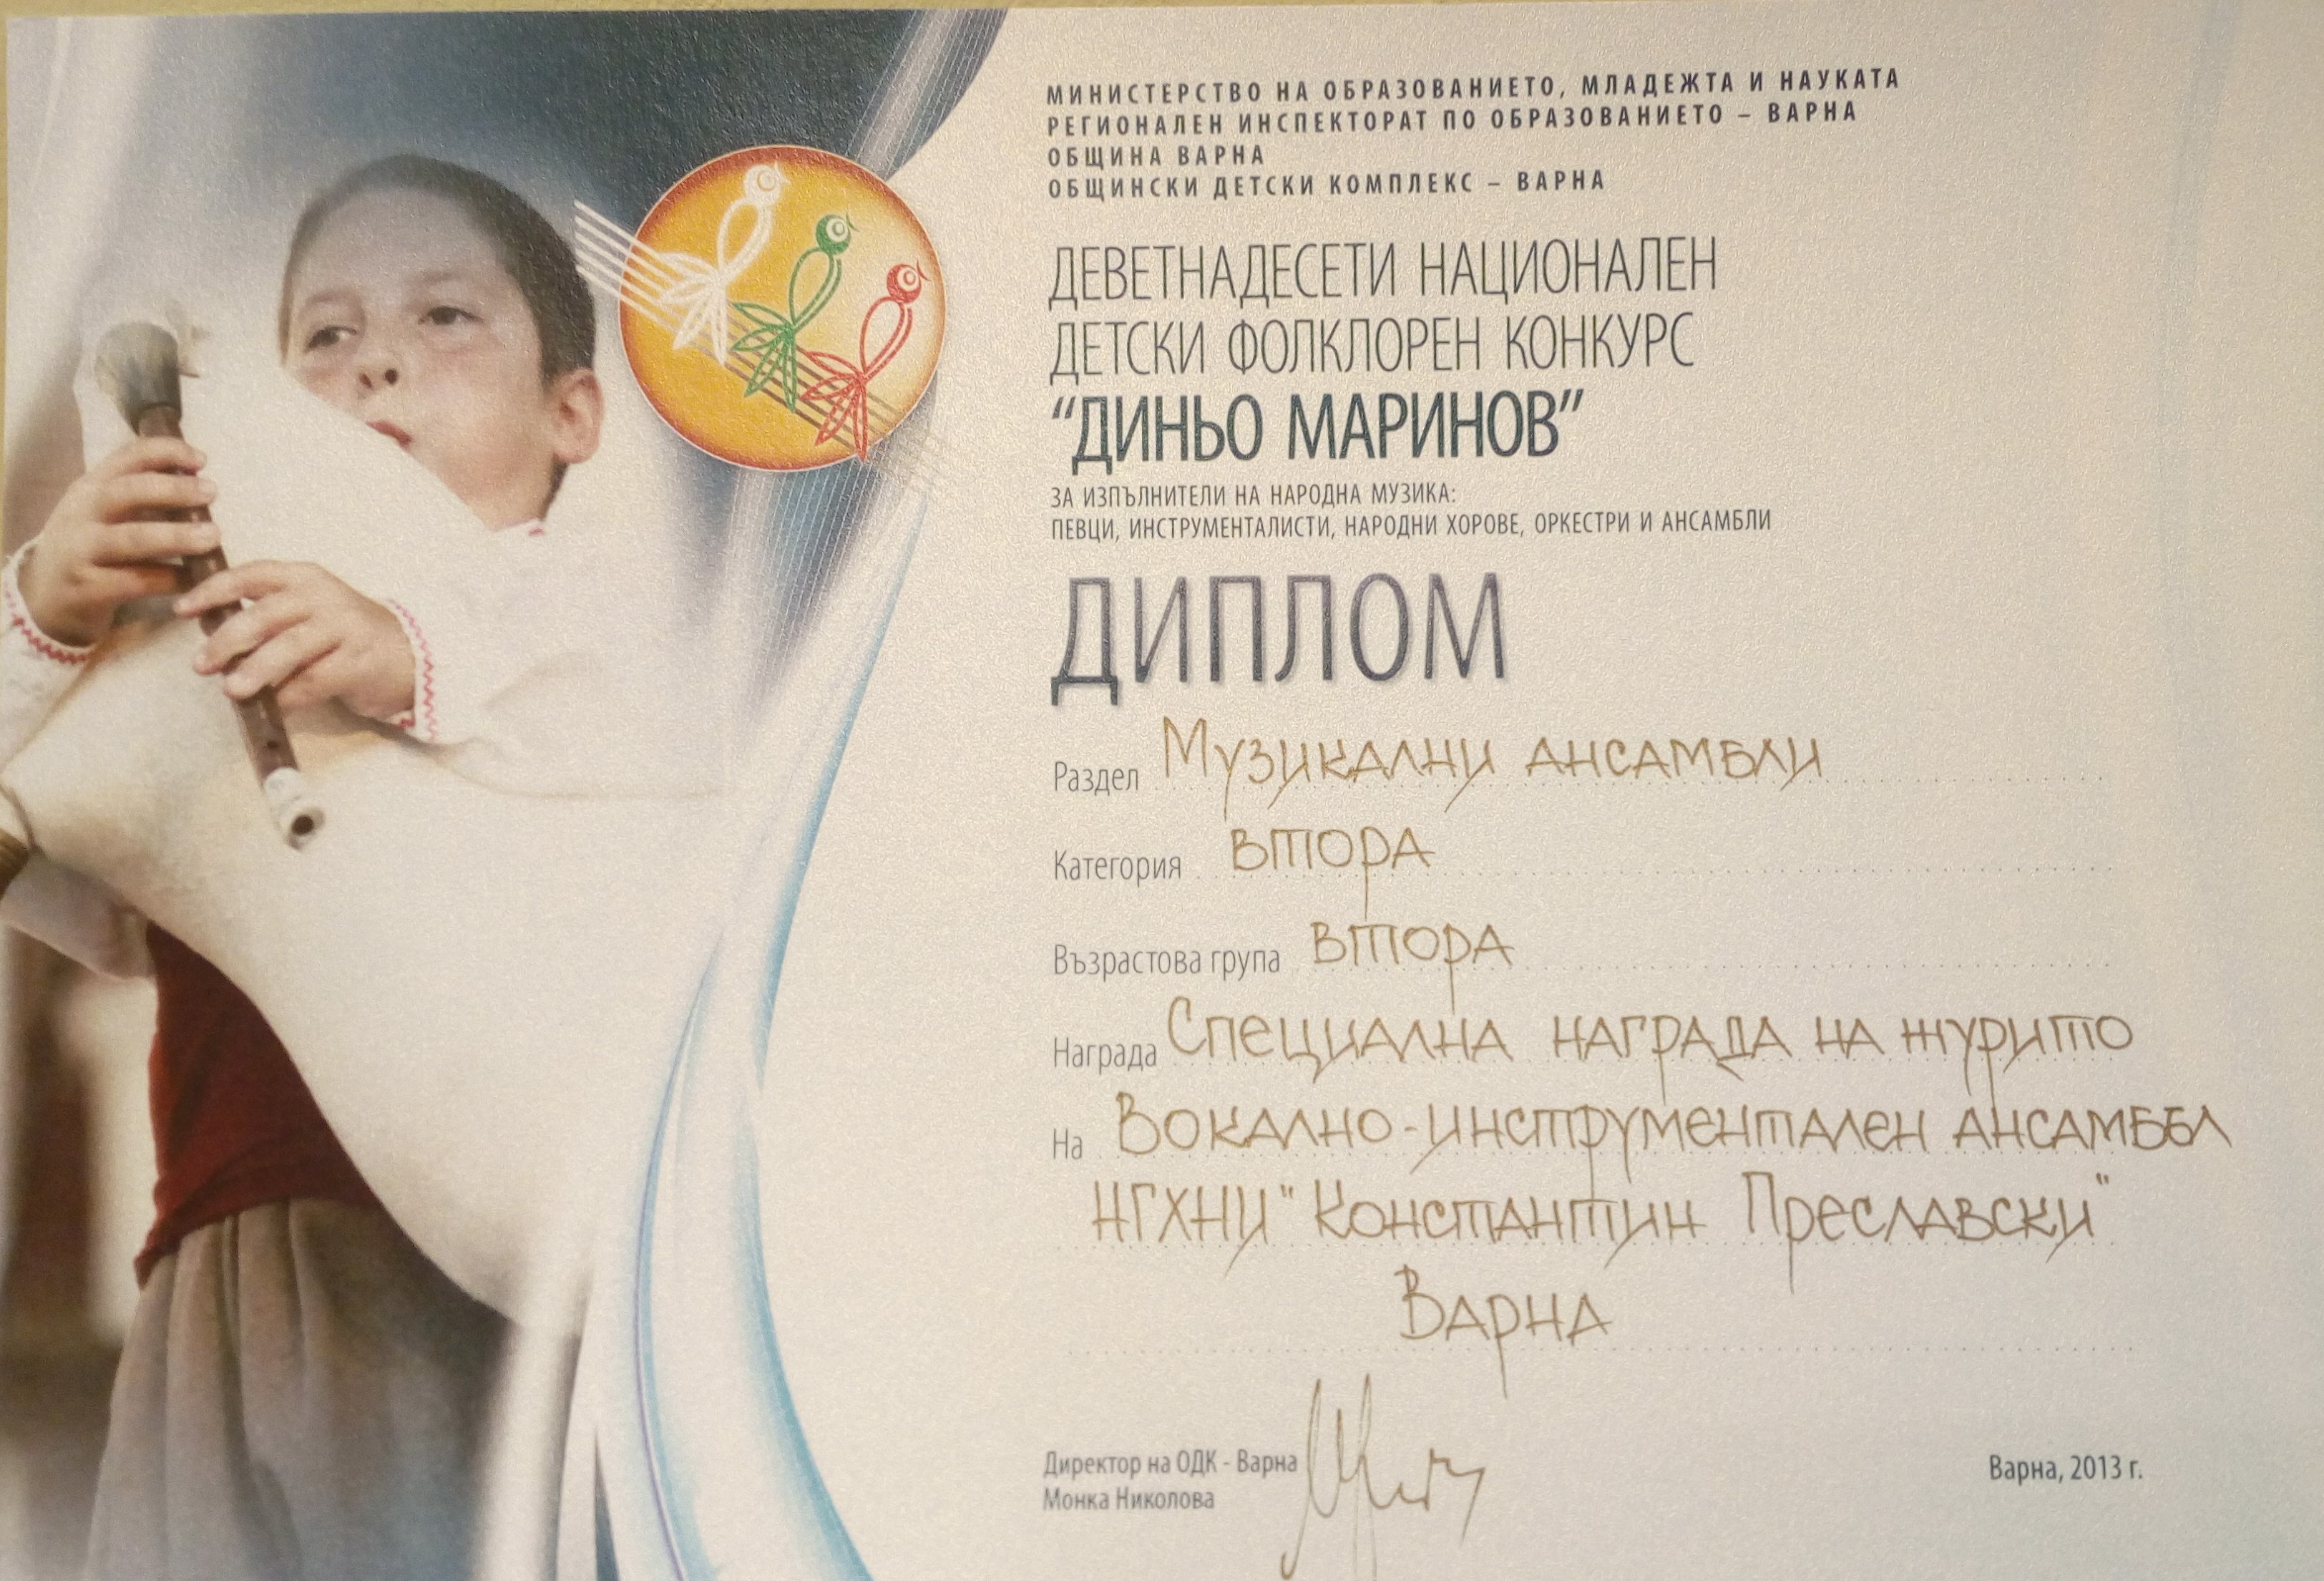 МИНИСТЕРСТВО НА ОБРАЗОВАНИЕТО, МЛАДЕЖТА И НАУКАТА
РЕГИОНАЛЕН ИНСПЕКТОРАТ ПО ОБРАЗОВАНИЕТО – ВАРНА
ОБЩИНА ВАРНА
ОБЩИНСКИ ДЕТСКИ КОМПЛЕКС – ВАРНА
ДЕВЕТНАДЕСЕТИ НАЦИОНАЛЕН
ДЕТСКИ ФОЛКЛОРЕН КОНКУРС
“ДИНЬО МАРИНОВ”
ЗА ИЗПЪЛНИТЕЛИ НА НАРОДНА МУЗИКА:
ПЕВЦИ, ИНСТРУМЕНТАЛИСТИ, НАРОДНИ ХОРОВЕ, ОРКЕСТРИ И АНСАМБЛИ
ДИПЛОМ
Раздел Музикални ансамбли
Категория втора
Възрастова група втора
Награда Специална награда на журито
На Вокално-инструментален ансамбъл
НГХНИ "Константин Преславски"
Варна
Директор на ОДК - Варна
Монка Николова
Варна, 2013 г.